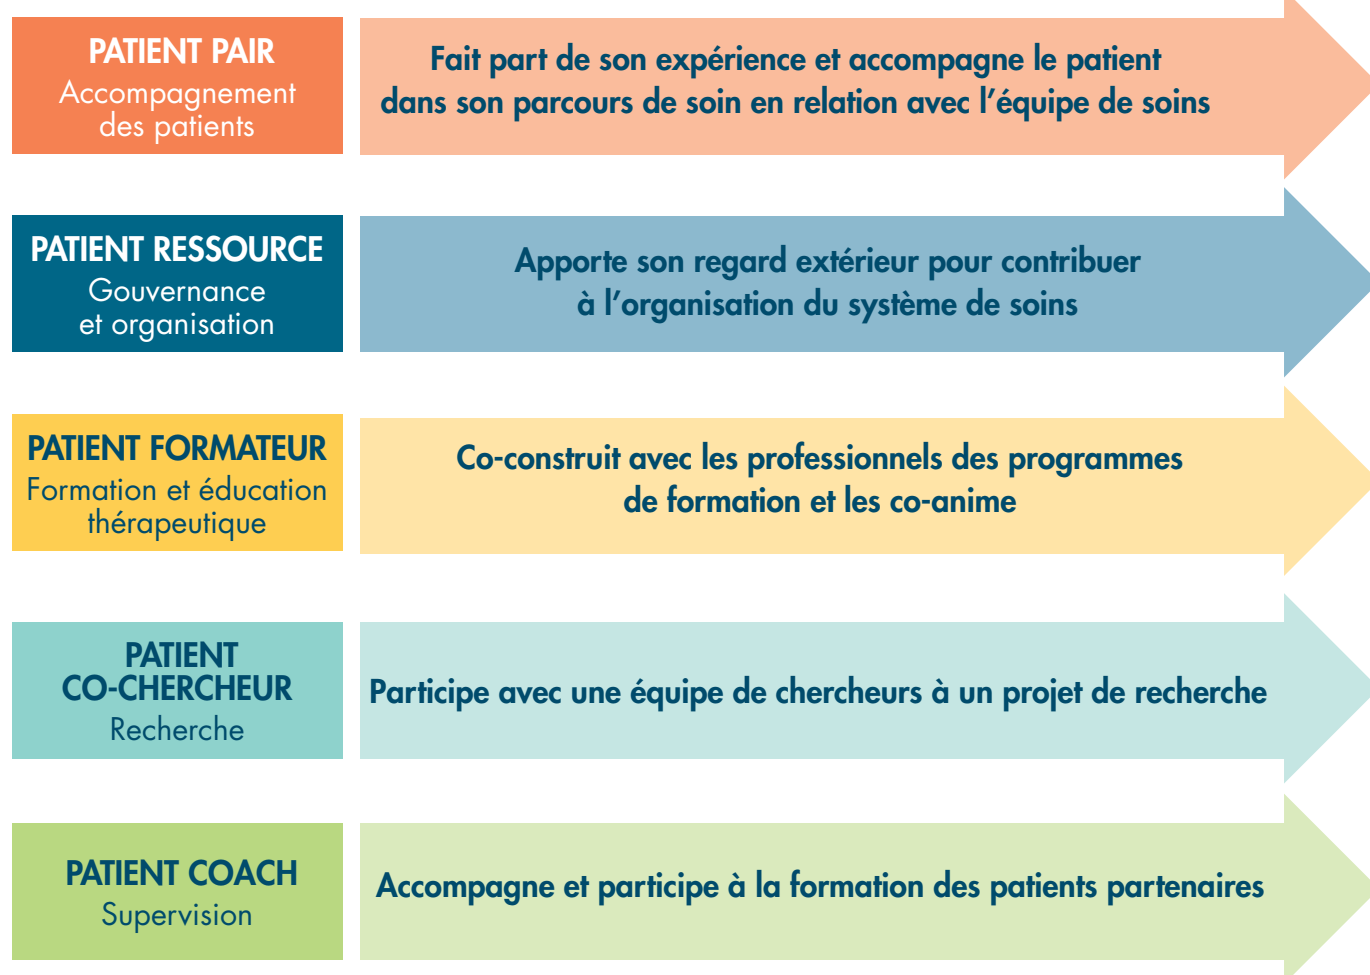 PATIENT PAIR
Accompagnement
des patients
Fait part de son expérience et accompagne le patient
dans son parcours de soin en relation avec l’équipe de soins
PATIENT RESSOURCE
Gouvernance
et organisation
Apporte son regard extérieur pour contribuer
à l’organisation du système de soins
PATIENT FORMATEUR
Formation et éducation
thérapeutique
Co-construit avec les professionnels des programmes
de formation et les co-anime
PATIENT
CO-CHERCHEUR
Recherche
Participe avec une équipe de chercheurs à un projet de recherche
PATIENT COACH
Supervision
Accompagne et participe à la formation des patients partenaires